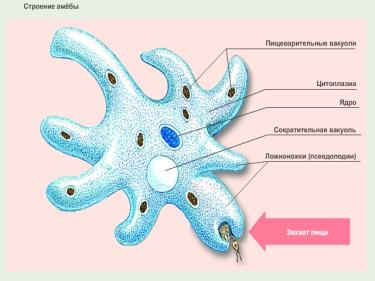 Строение амёбы
Пищеварительные вакуоли
Цитоплазма
Ядро
Сократительная вакуоль
Ложноножки (псевдоподии)
Захват пищи